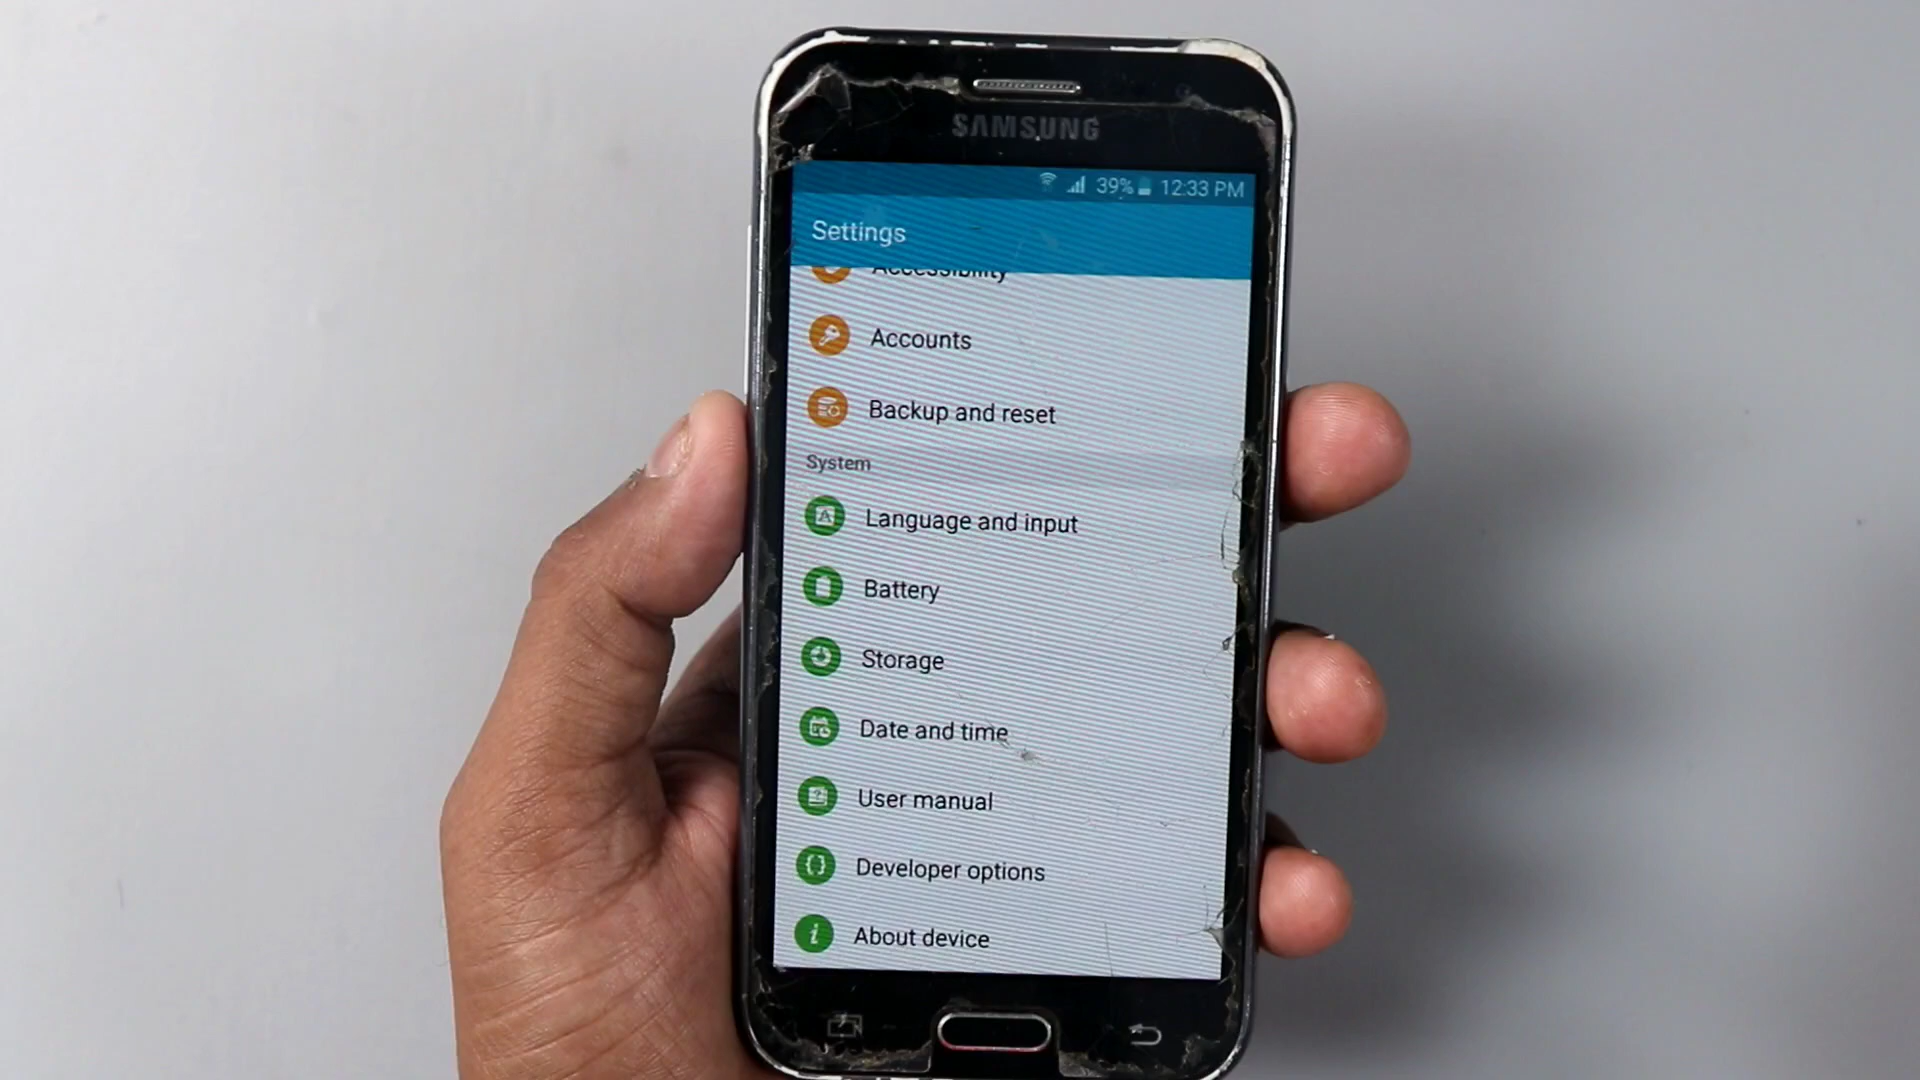 SAMSUNG
39% 12:33 PM
Settings
Accessibility
Accounts
Backup and reset
System
Language and input
Battery
Storage
Date and time
User manual
Developer options
About device